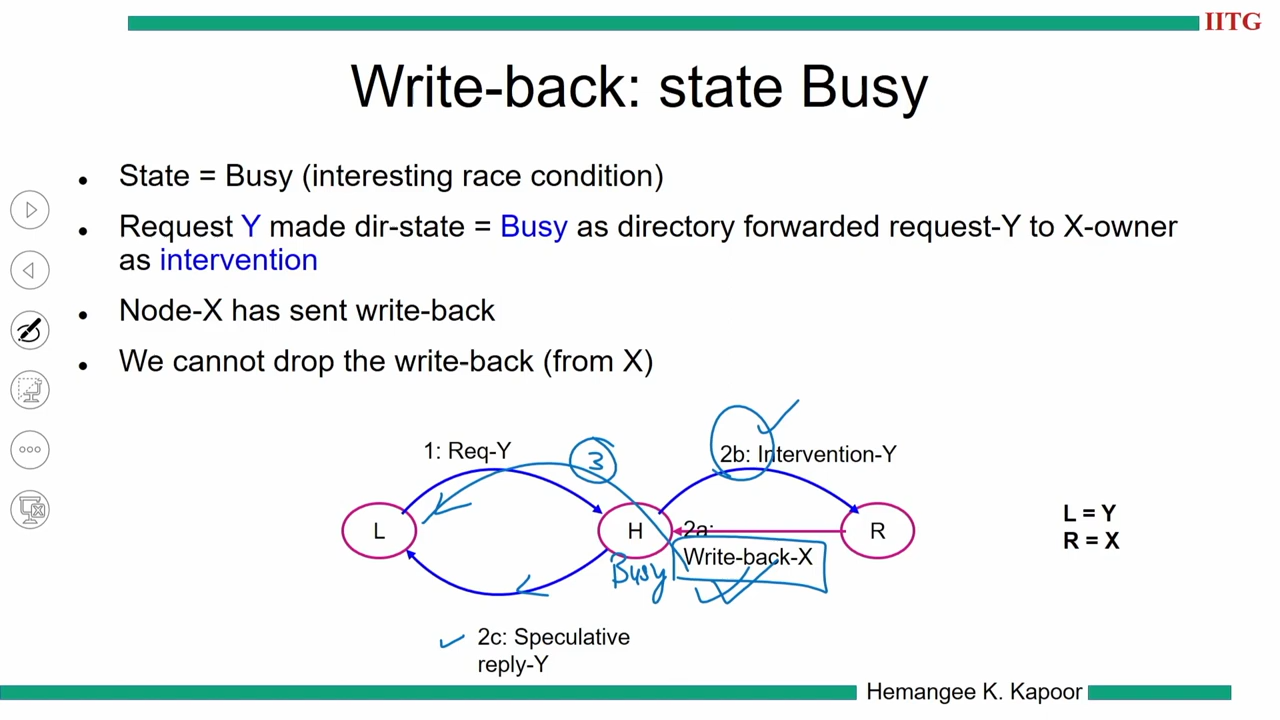 IITG
Write-back: state Busy
• State = Busy (interesting race condition)
• Request Y made dir-state = Busy as directory forwarded request-Y to X-owner
as intervention
• Node-X has sent write-back
• We cannot drop the write-back (from X)
1: Req-Y
3
2b: Intervention-Y
L
H
2a:
R
Write-back-X
Busy
L = Y
R = X
2c: Speculative
reply-Y
Hemangee K. Kapoor